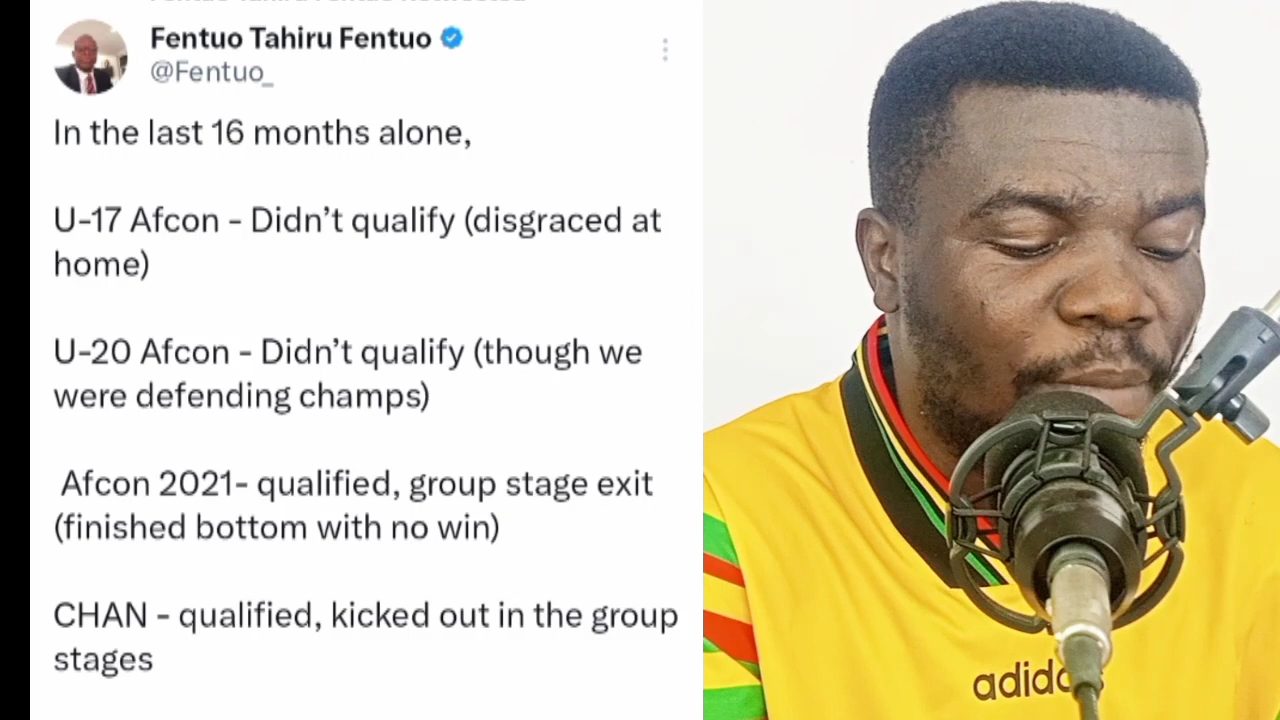 Fentuo Tahiru Fentuo
@Fentuo_
In the last 16 months alone,
U-17 Afcon - Didn't qualify (disgraced at
home)
U-20 Afcon - Didn't qualify (though we
were defending champs)
Afcon 2021- qualified, group stage exit
(finished bottom with no win)
CHAN - qualified, kicked out in the group
stages